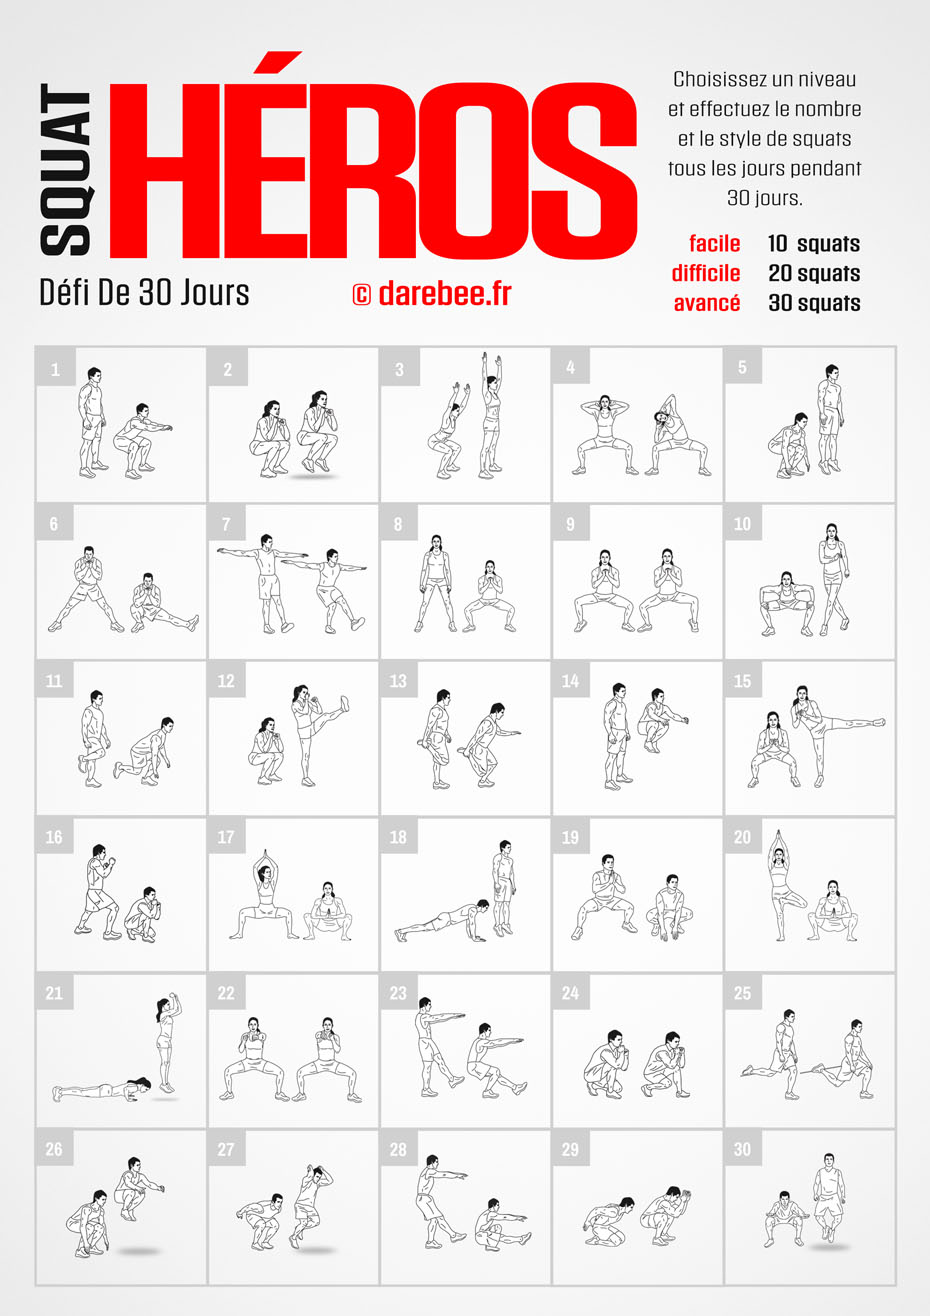 SQUAT
HÉROS
Défi De 30 Jours
© darebee.fr
Choisissez un niveau
et effectuez le nombre
et le style de squats
tous les jours pendant
30 jours.
facile 10 squats
difficile 20 squats
avancé 30 squats
1 2 3 4 5
6 7 8 9 10
11 12 13 14 15
16 17 18 19 20
21 22 23 24 25
26 27 28 29 30